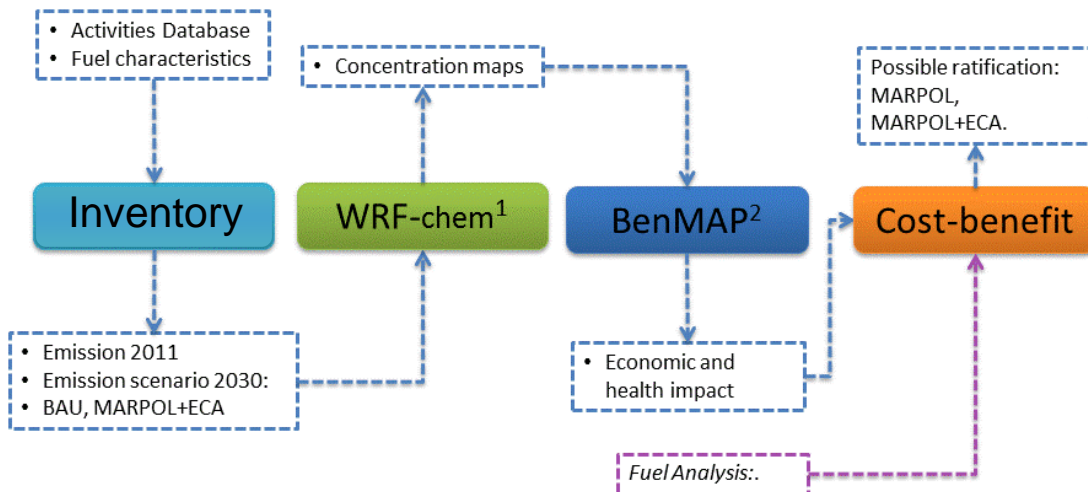 • Activities Database
• Fuel characteristics
• Concentration maps
Possible ratification:
MARPOL,
MARPOL+ECA.
Inventory
WRF-chem¹
BenMAP²
Cost-benefit
• Emission 2011
• Emission scenario 2030:
• BAU, MARPOL+ECA
• Economic and
health impact
Fuel Analysis:.